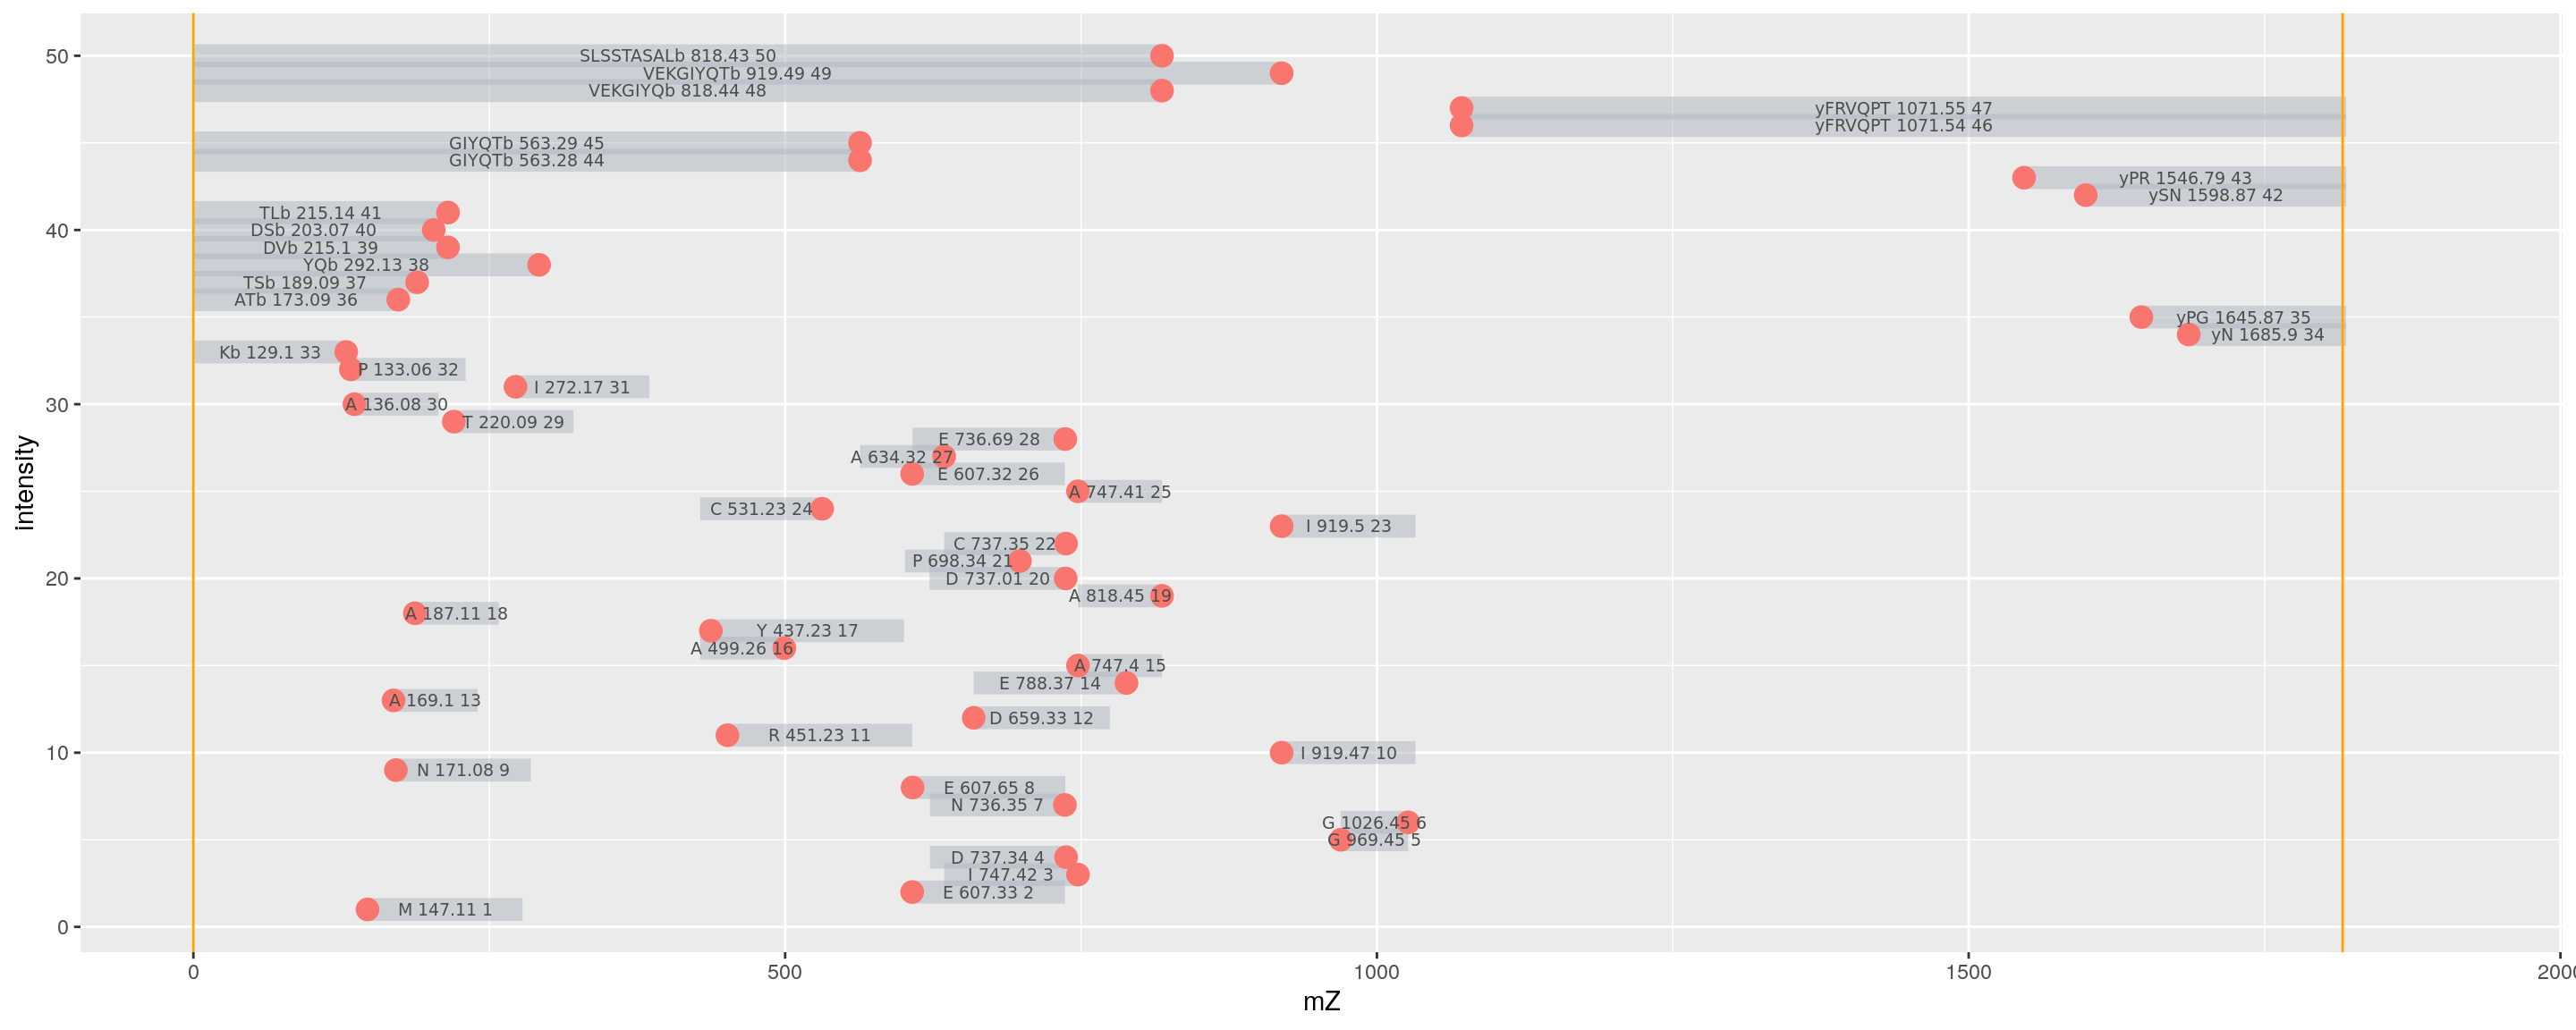 50
SLSSTASALb 818.43 50
VEKGIYQTb 919.49 49
VEKGIYQb 818.44 48
yFRVQPT 1071.55 47
yFRVQPT 1071.54 46
GIYQTb 563.29 45
GIYQTb 563.28 44
yPR 1546.79 43
ySN 1598.87 42
TLb 215.14 41
40
DSb 203.07 40
DVb 215.1 39
YQb 292.13 38
TSb 189.09 37
ATb 173.09 36
yPG 1645.87 35
yN 1685.9 34
Kb 129.1 33
P 133.06 32
I 272.17 31
30
A 136.08 30
T 220.09 29
E 736.69 28
A 634.32 27
E 607.32 26
A 747.41 25
C 531.23 24
I 919.5 23
C 737.35 22
P 698.34 21
20
D 737.01 20
A 818.45 19
A 187.11 18
Y 437.23 17
A 499.26 16
A 747.4 15
E 788.37 14
A 169.1 13
D 659.33 12
R 451.23 11
10
I 919.47 10
N 171.08 9
E 607.65 8
N 736.35 7
G 1026.45 6
G 969.45 5
D 737.34 4
I 747.42 3
E 607.33 2
M 147.11 1
0
intensity
0
500
1000
1500
2000
mZ